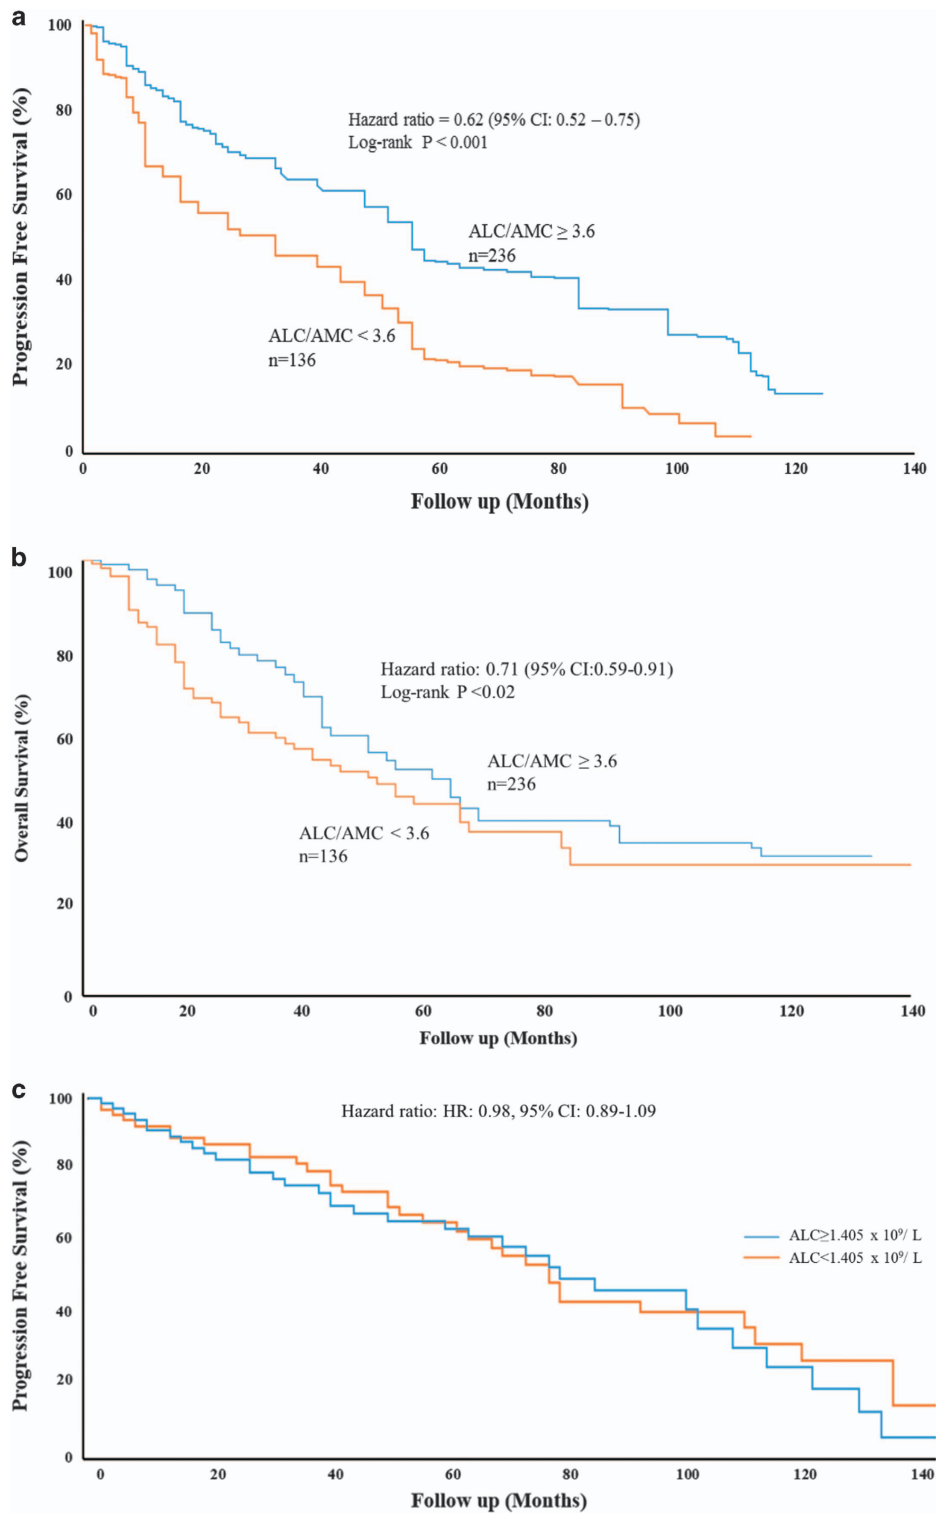 a
100
80
60
40
20
0
Progression Free Survival (%)
Hazard ratio = 0.62 (95% CI: 0.52 – 0.75)
Log-rank P < 0.001
ALC/AMC ≥ 3.6
n=236
ALC/AMC < 3.6
n=136
0 20 40 60 80 100 120 140
Follow up (Months)
b
100
80
60
40
20
0
Overall Survival (%)
Hazard ratio: 0.71 (95% CI:0.59-0.91)
Log-rank P <0.02
ALC/AMC ≥ 3.6
n=236
ALC/AMC < 3.6
n=136
0 20 40 60 80 100 120 140
Follow up (Months)
c
100
80
60
40
20
0
Progression Free Survival (%)
Hazard ratio: HR: 0.98, 95% CI: 0.89-1.09
ALC≥1.405 x 10⁹/ L
ALC<1.405 x 10⁹/ L
0 20 40 60 80 100 120 140
Follow up (Months)